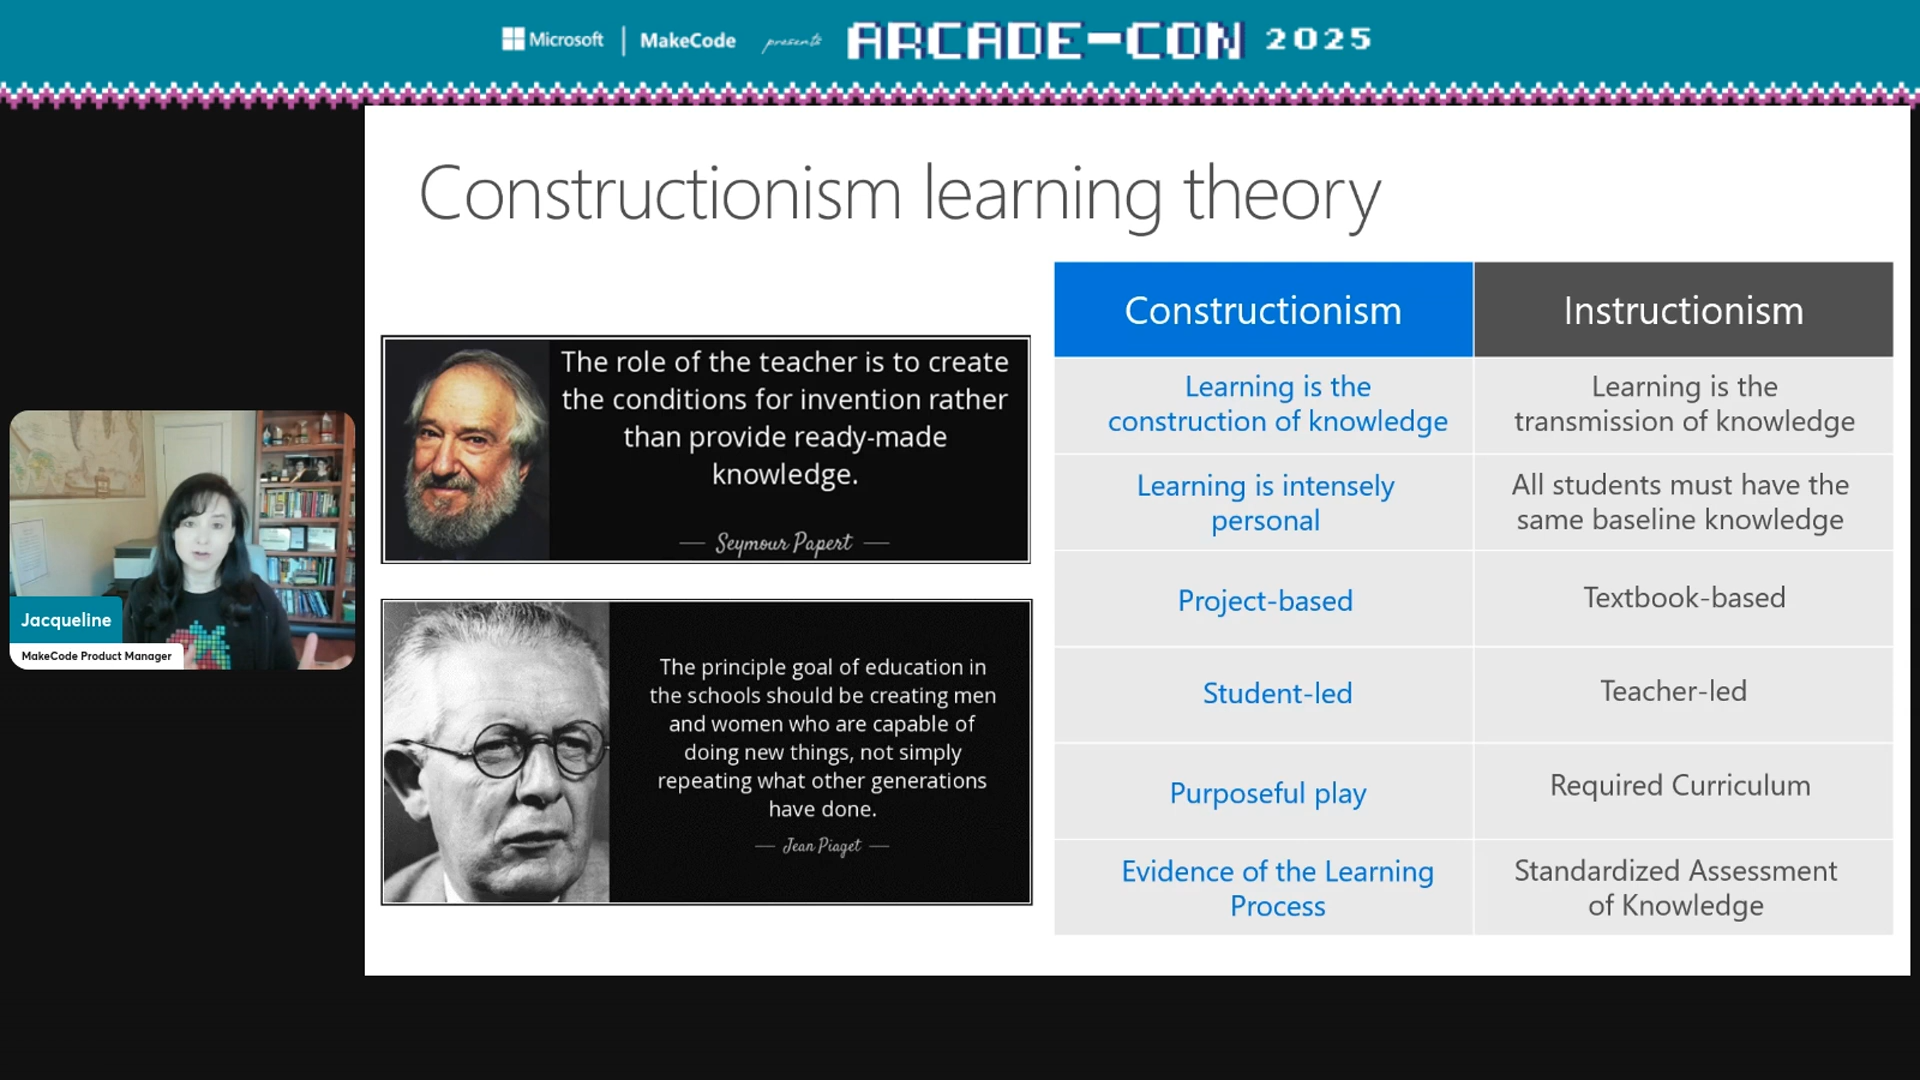 Microsoft | MakeCode presents ARCADE-CON 2025
Constructionism learning theory
The role of the teacher is to create
the conditions for invention rather
than provide ready-made
knowledge.
— Seymour Papert —
The principle goal of education in
the schools should be creating men
and women who are capable of
doing new things, not simply
repeating what other generations
have done.
— Jean Piaget —
Constructionism
Instructionism
Learning is the
construction of knowledge
Learning is the
transmission of knowledge
Learning is intensely
personal
All students must have the
same baseline knowledge
Project-based
Textbook-based
Student-led
Teacher-led
Purposeful play
Required Curriculum
Evidence of the Learning
Process
Standardized Assessment
of Knowledge
Jacqueline
MakeCode Product Manager